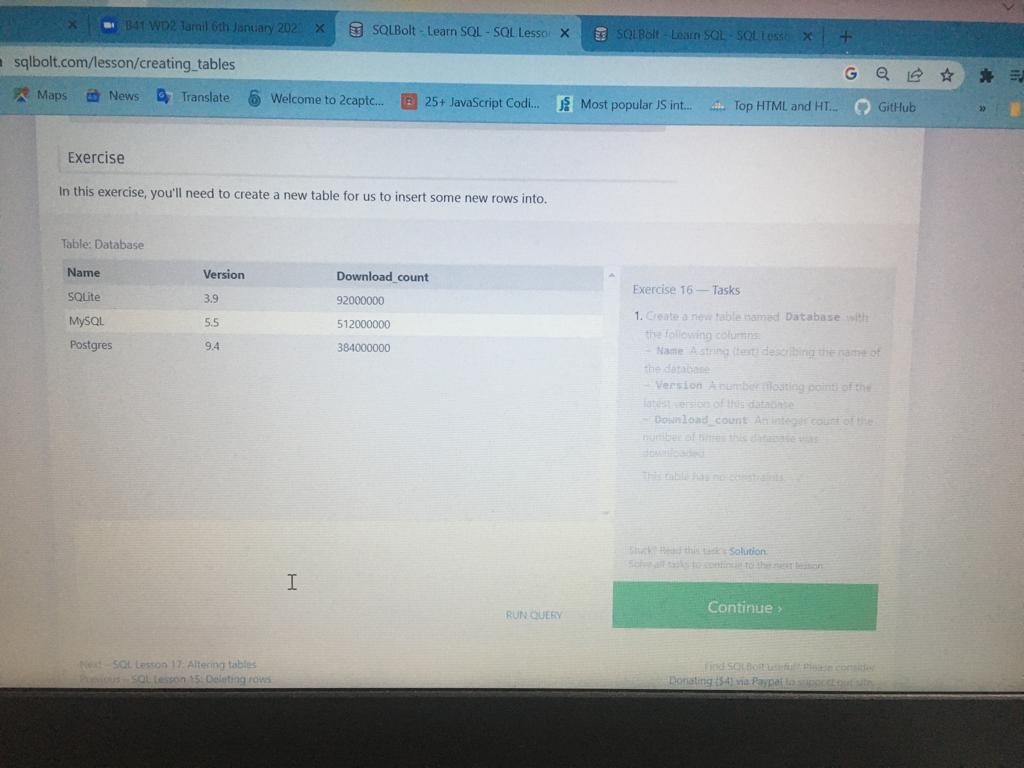 B41 WD2 Tamil 6th January 202
SQLBolt - Learn SQL - SQL Lesso
SQLBolt - Learn SQL - SQL Lesso
sqlbolt.com/lesson/creating_tables
Maps
News
Translate
Welcome to 2captc...
25+ JavaScript Codi...
Most popular JS int...
Top HTML and HT...
GitHub
»
Exercise
In this exercise, you'll need to create a new table for us to insert some new rows into.
Table: Database
Name Version Download_count
SQLite 3.9 92000000
MySQL 5.5 512000000
Postgres 9.4 384000000
Exercise 16 — Tasks
1. Create a new table named Database with
the following columns:
– Name A string (text) describing the name of
the database
– Version A number (floating point) of the
latest version of this database
– Download_count An integer count of the
number of times this database was
downloaded
This table has no constraints. ✓
Stuck? Read this task's Solution.
Solve all tasks to continue to the next lesson.
Continue ›
RUN QUERY
Next – SQL Lesson 17: Altering tables
Previous – SQL Lesson 15: Deleting rows
Find SQLBolt useful? Please consider
Donating ($4) via Paypal to support our site.